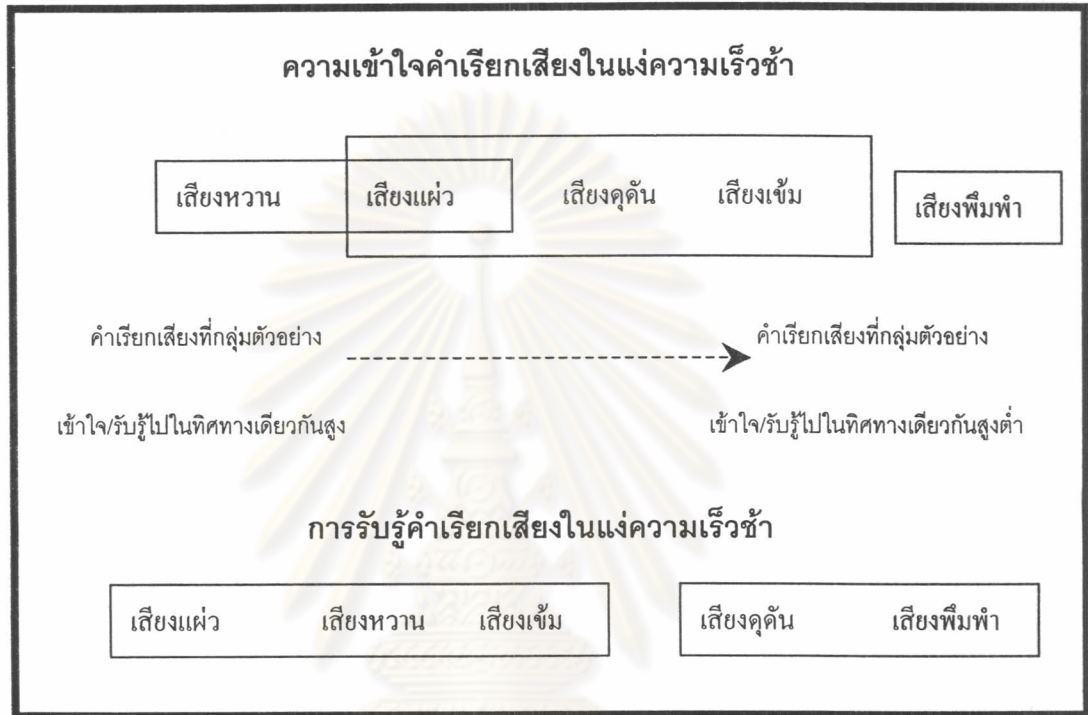 ความเข้าใจคำเรียกเสียงในแง่ความเร็วช้า
เสียงหวาน เสียงแผ่ว เสียงดุดัน เสียงเข้ม เสียงพึมพำ
คำเรียกเสียงที่กลุ่มตัวอย่าง คำเรียกเสียงที่กลุ่มตัวอย่าง
เข้าใจ/รับรู้ไปในทิศทางเดียวกันสูง เข้าใจ/รับรู้ไปในทิศทางเดียวกันสูงต่ำ
การรับรู้คำเรียกเสียงในแง่ความเร็วช้า
เสียงแผ่ว เสียงหวาน เสียงเข้ม เสียงดุดัน เสียงพึมพำ